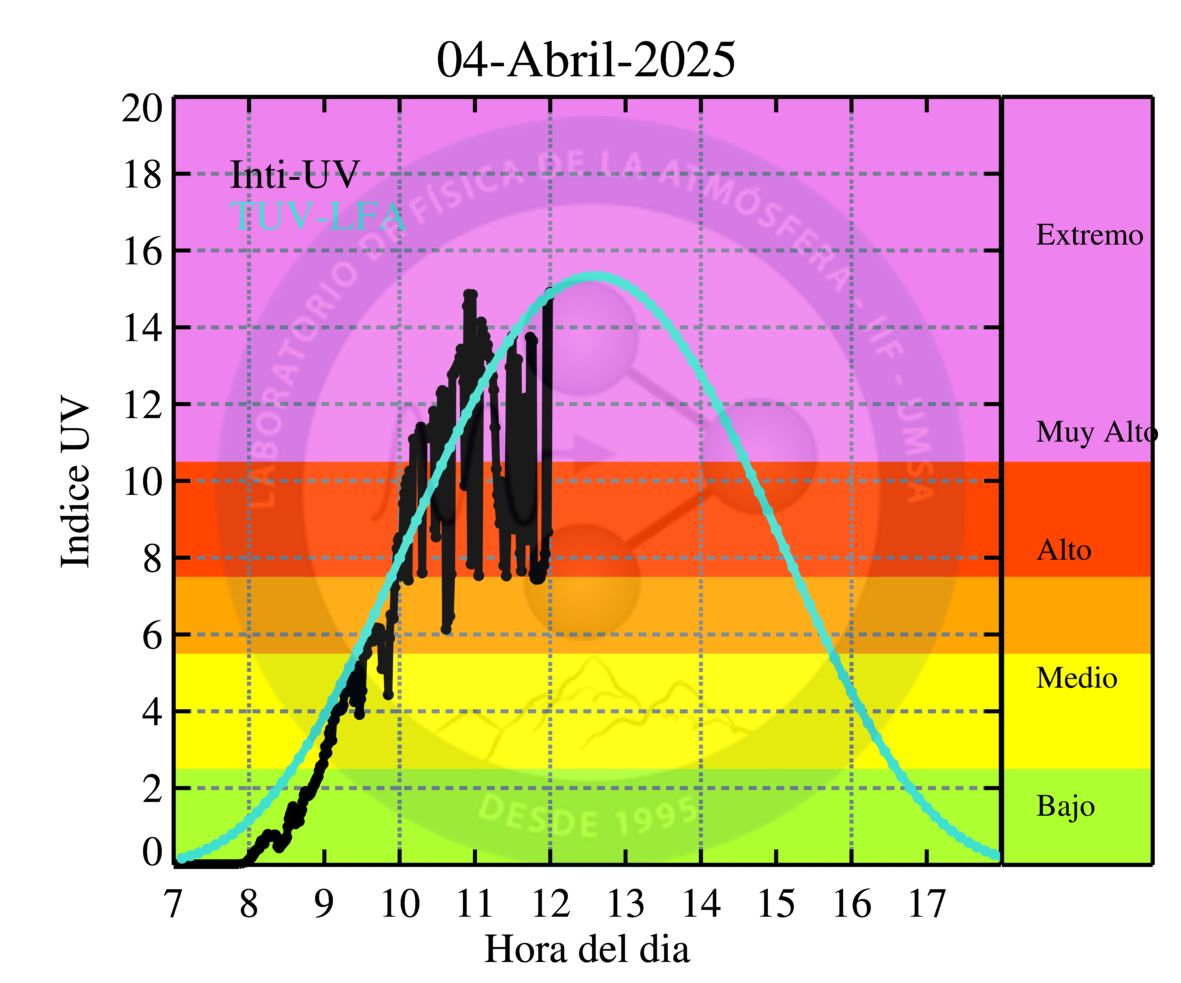 04-Abril-2025
20
18
16
14
12
10
8
6
4
2
0
Indice UV
Inti-UV
TUV-LFA
Extremo
Muy Alto
Alto
Medio
Bajo
LABORATORIO DE FÍSICA DE LA ATMÓSFERA - IIF - UMSA
DESDE 1995
7 8 9 10 11 12 13 14 15 16 17
Hora del dia